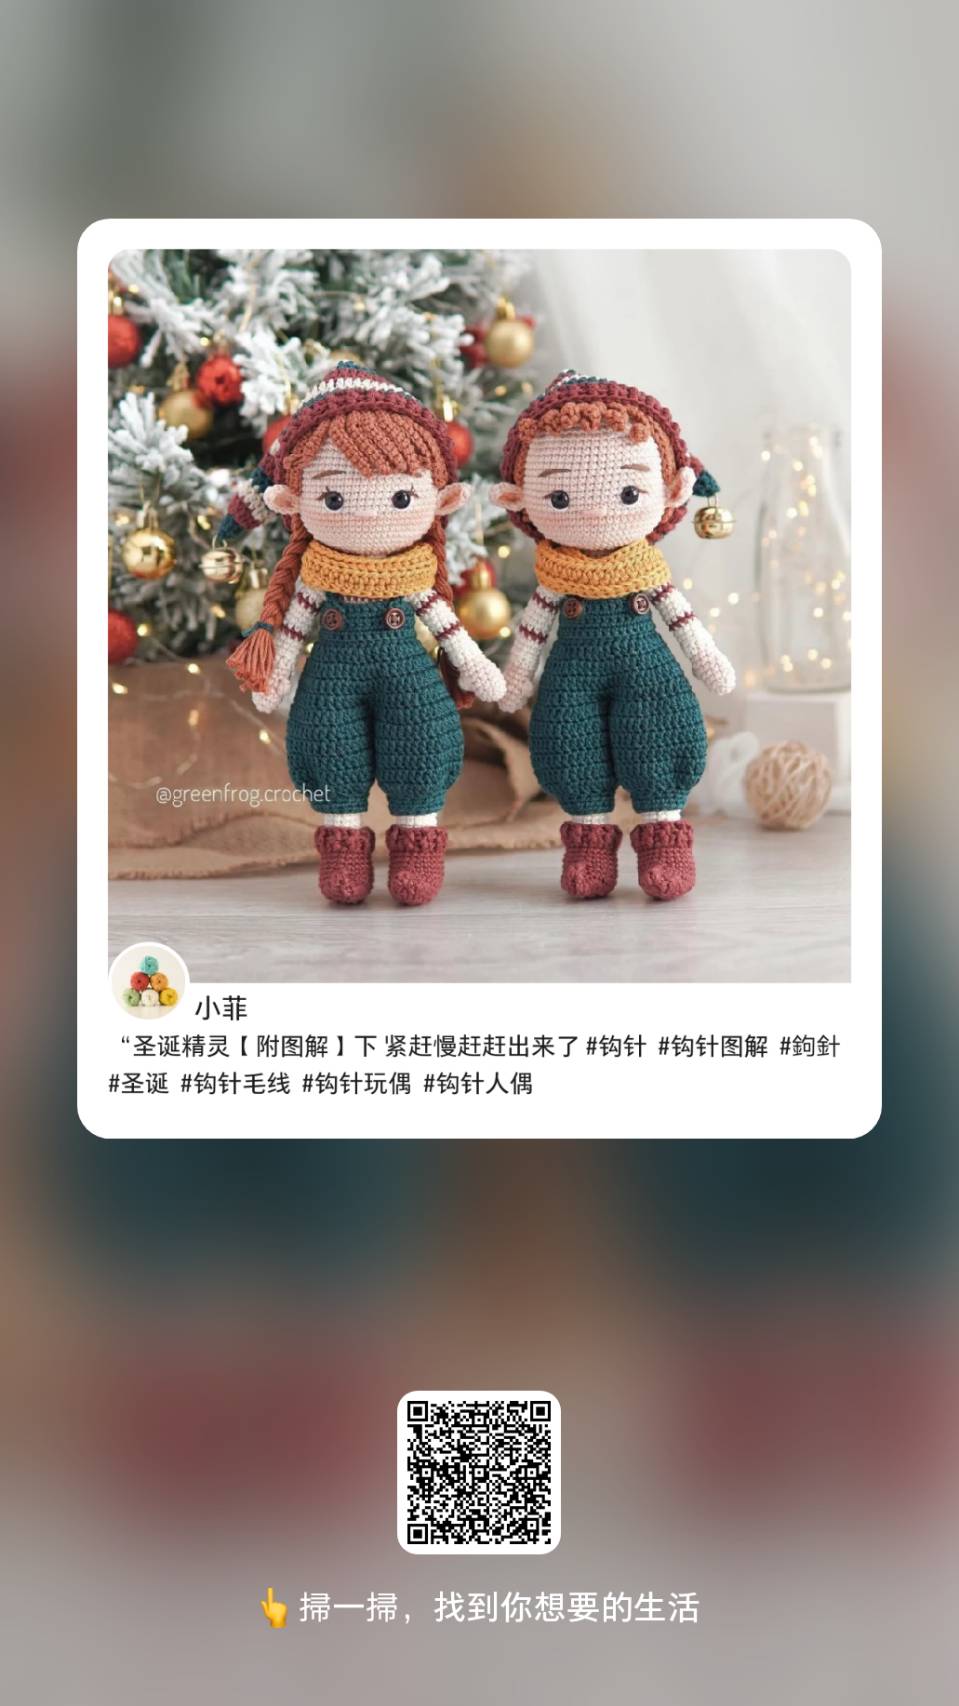 @greenfrog.crochet
小菲
“圣诞精灵【附图解】下 紧赶慢赶赶出来了 #钩针 #钩针图解 #鉤針
#圣诞 #钩针毛线 #钩针玩偶 #钩针人偶
👆掃一掃，找到你想要的生活